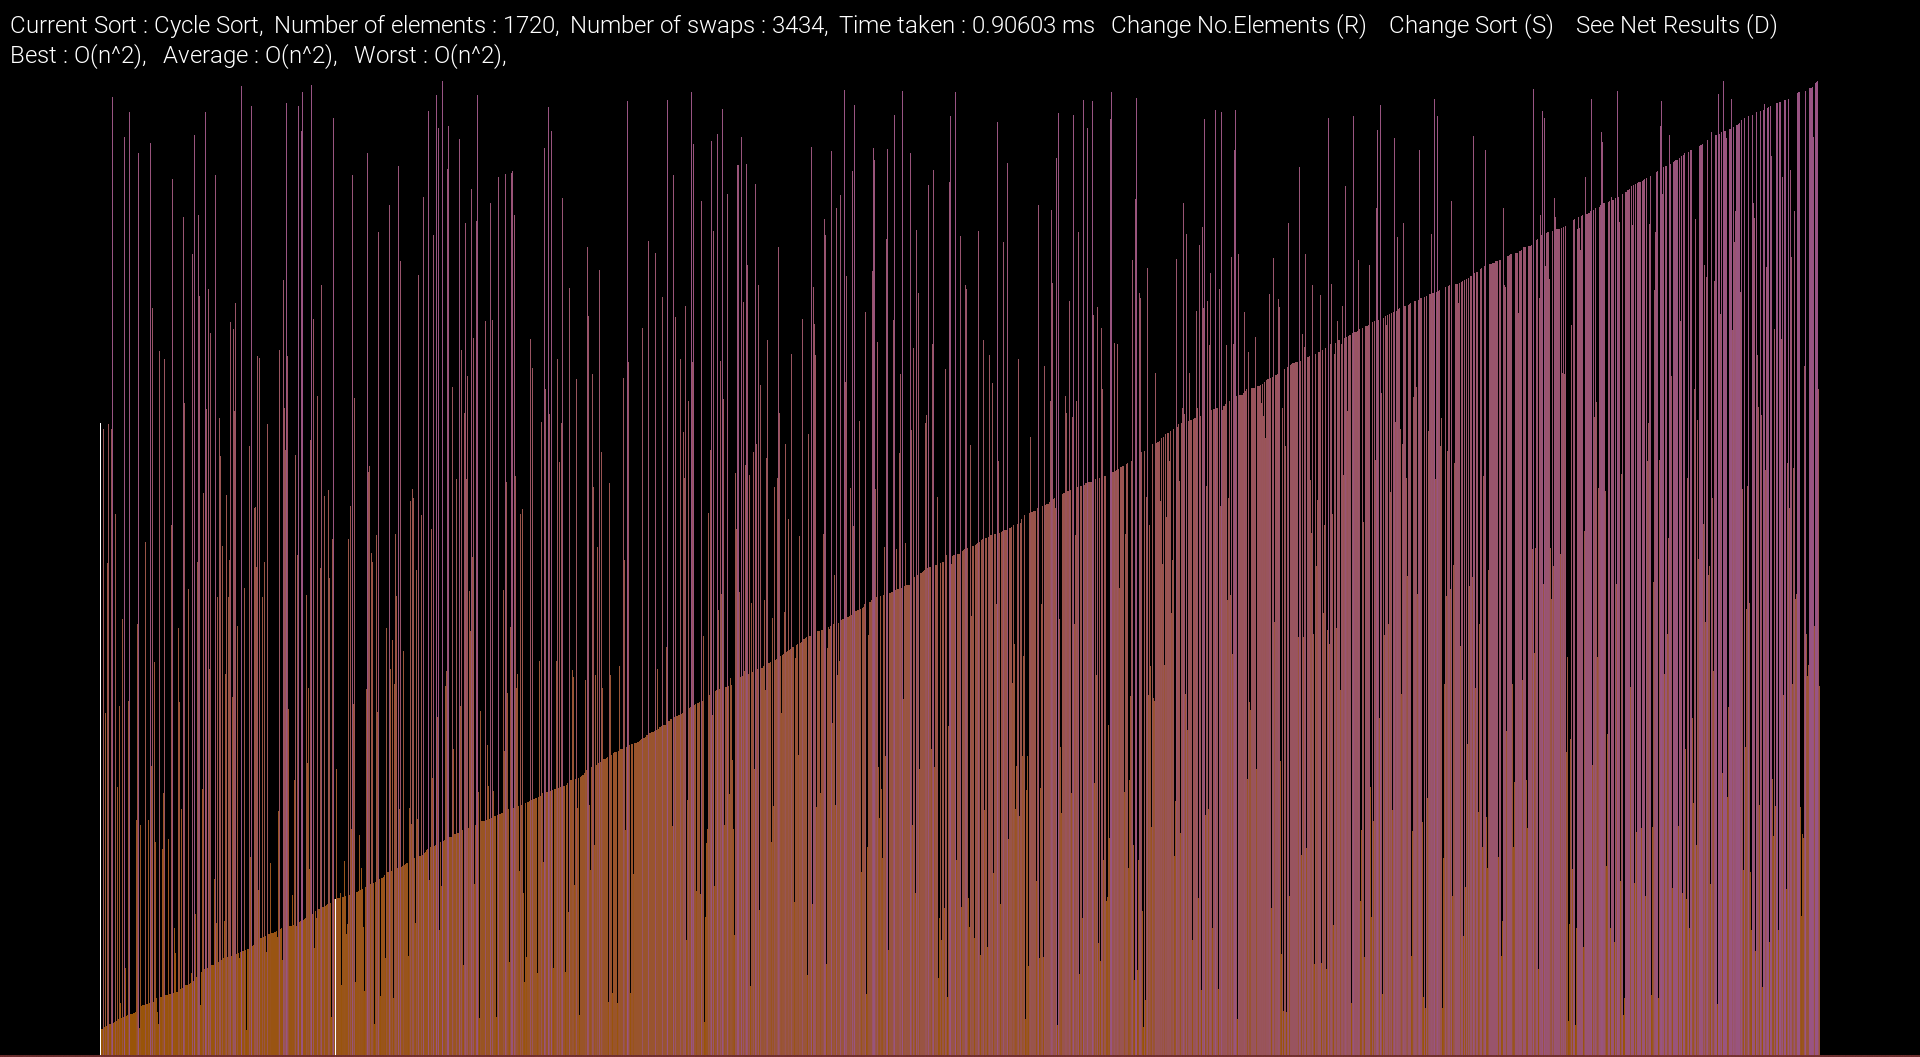 Current Sort : Cycle Sort, Number of elements : 1720, Number of swaps : 3434, Time taken : 0.90603 ms Change No.Elements (R) Change Sort (S) See Net Results (D)
Best : O(n^2), Average : O(n^2), Worst : O(n^2),